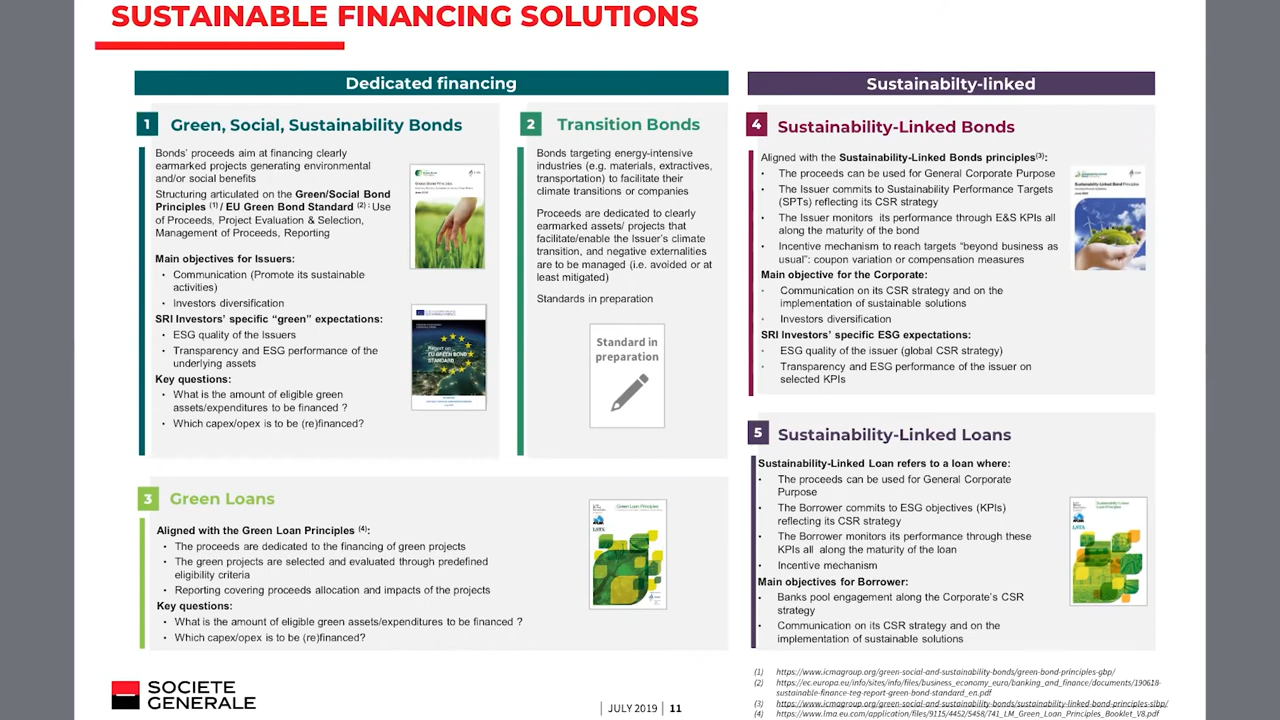 SUSTAINABLE FINANCING SOLUTIONS
Dedicated financing
1
Green, Social, Sustainability Bonds
Bonds' proceeds aim at financing clearly
earmarked projects generating environmental
and/or social benefits
Structuring articulated on the Green/Social Bond
Principles (1) / EU Green Bond Standard (2) : Use
of Proceeds, Project Evaluation & Selection,
Management of Proceeds, Reporting
Main objectives for Issuers:
• Communication (Promote its sustainable
activities)
• Investors diversification
SRI Investors' specific “green” expectations:
• ESG quality of the Issuers
• Transparency and ESG performance of the
underlying assets
Key questions:
• What is the amount of eligible green
assets/expenditures to be financed ?
• Which capex/opex is to be (re)financed?
Green Bond Principles
Report on
EU GREEN BOND
STANDARD
2
Transition Bonds
Bonds targeting energy-intensive
industries (e.g. materials, extractives,
transportation) to facilitate their
climate transitions or companies
Proceeds are dedicated to clearly
earmarked assets/ projects that
facilitate/enable the Issuer's climate
transition, and negative externalities
are to be managed (i.e. avoided or at
least mitigated)
Standards in preparation
Standard in
preparation
3
Green Loans
Aligned with the Green Loan Principles (4):
• The proceeds are dedicated to the financing of green projects
• The green projects are selected and evaluated through predefined
eligibility criteria
• Reporting covering proceeds allocation and impacts of the projects
Key questions:
• What is the amount of eligible green assets/expenditures to be financed ?
• Which capex/opex is to be (re)financed?
Green Loan Principles
LSTA
Sustainabilty-linked
4
Sustainability-Linked Bonds
Aligned with the Sustainability-Linked Bonds principles(3):
• The proceeds can be used for General Corporate Purpose
• The Issuer commits to Sustainability Performance Targets
(SPTs) reflecting its CSR strategy
• The Issuer monitors its performance through E&S KPIs all
along the maturity of the bond
• Incentive mechanism to reach targets “beyond business as
usual”: coupon variation or compensation measures
Main objective for the Corporate:
• Communication on its CSR strategy and on the
implementation of sustainable solutions
• Investors diversification
SRI Investors' specific ESG expectations:
• ESG quality of the issuer (global CSR strategy)
• Transparency and ESG performance of the issuer on
selected KPIs
Sustainability-Linked Bond Principles
5
Sustainability-Linked Loans
Sustainability-Linked Loan refers to a loan where:
• The proceeds can be used for General Corporate
Purpose
• The Borrower commits to ESG objectives (KPIs)
reflecting its CSR strategy
• The Borrower monitors its performance through these
KPIs all along the maturity of the loan
• Incentive mechanism
Main objectives for Borrower:
• Banks pool engagement along the Corporate's CSR
strategy
• Communication on its CSR strategy and on the
implementation of sustainable solutions
Sustainability Linked
Loan Principles
LSTA
SOCIETE
GENERALE
JULY 2019 | 11
(1) https://www.icmagroup.org/green-social-and-sustainability-bonds/green-bond-principles-gbp/
(2) https://ec.europa.eu/info/sites/info/files/business_economy_euro/banking_and_finance/documents/190618-
sustainable-finance-teg-report-green-bond-standard_en.pdf
(3) https://www.icmagroup.org/green-social-and-sustainability-bonds/sustainability-linked-bond-principles-slbp/
(4) https://www.lma.eu.com/application/files/9115/4452/5458/741_LM_Green_Loan_Principles_Booklet_V8.pdf